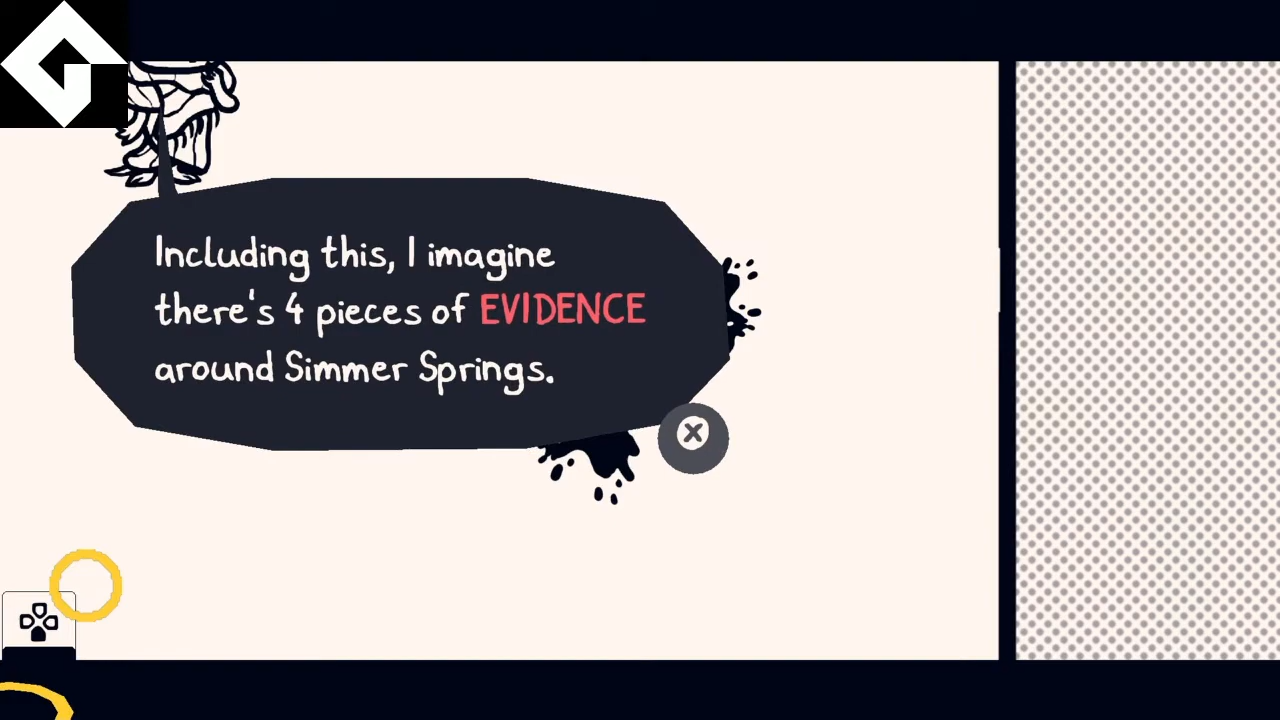 Including this, I imagine
there's 4 pieces of EVIDENCE
around Simmer Springs.